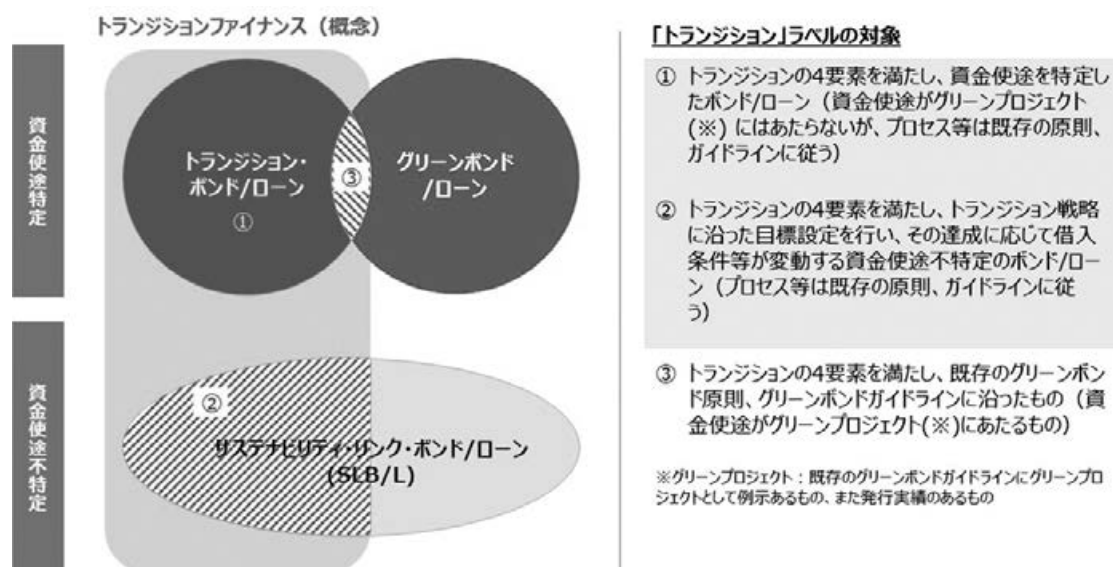 トランジションファイナンス（概念）
資金使途特定
トランジション・
ボンド/ローン
①
③
グリーンボンド
/ローン
資金使途不特定
②
サステナビリティ・リンク・ボンド/ローン
(SLB/L)
「トランジション」ラベルの対象
① トランジションの4要素を満たし、資金使途を特定し
たボンド/ローン（資金使途がグリーンプロジェクト
(※) にはあたらないが、プロセス等は既存の原則、
ガイドラインに従う）
② トランジションの4要素を満たし、トランジション戦略
に沿った目標設定を行い、その達成に応じて借入
条件等が変動する資金使途不特定のボンド/ロー
ン（プロセス等は既存の原則、ガイドラインに従
う）
③ トランジションの4要素を満たし、既存のグリーンボン
ド原則、グリーンボンドガイドラインに沿ったもの（資
金使途がグリーンプロジェクト(※)にあたるもの）
※グリーンプロジェクト：既存のグリーンボンドガイドラインにグリーンプロ
ジェクトとして例示あるもの、また発行実績のあるもの